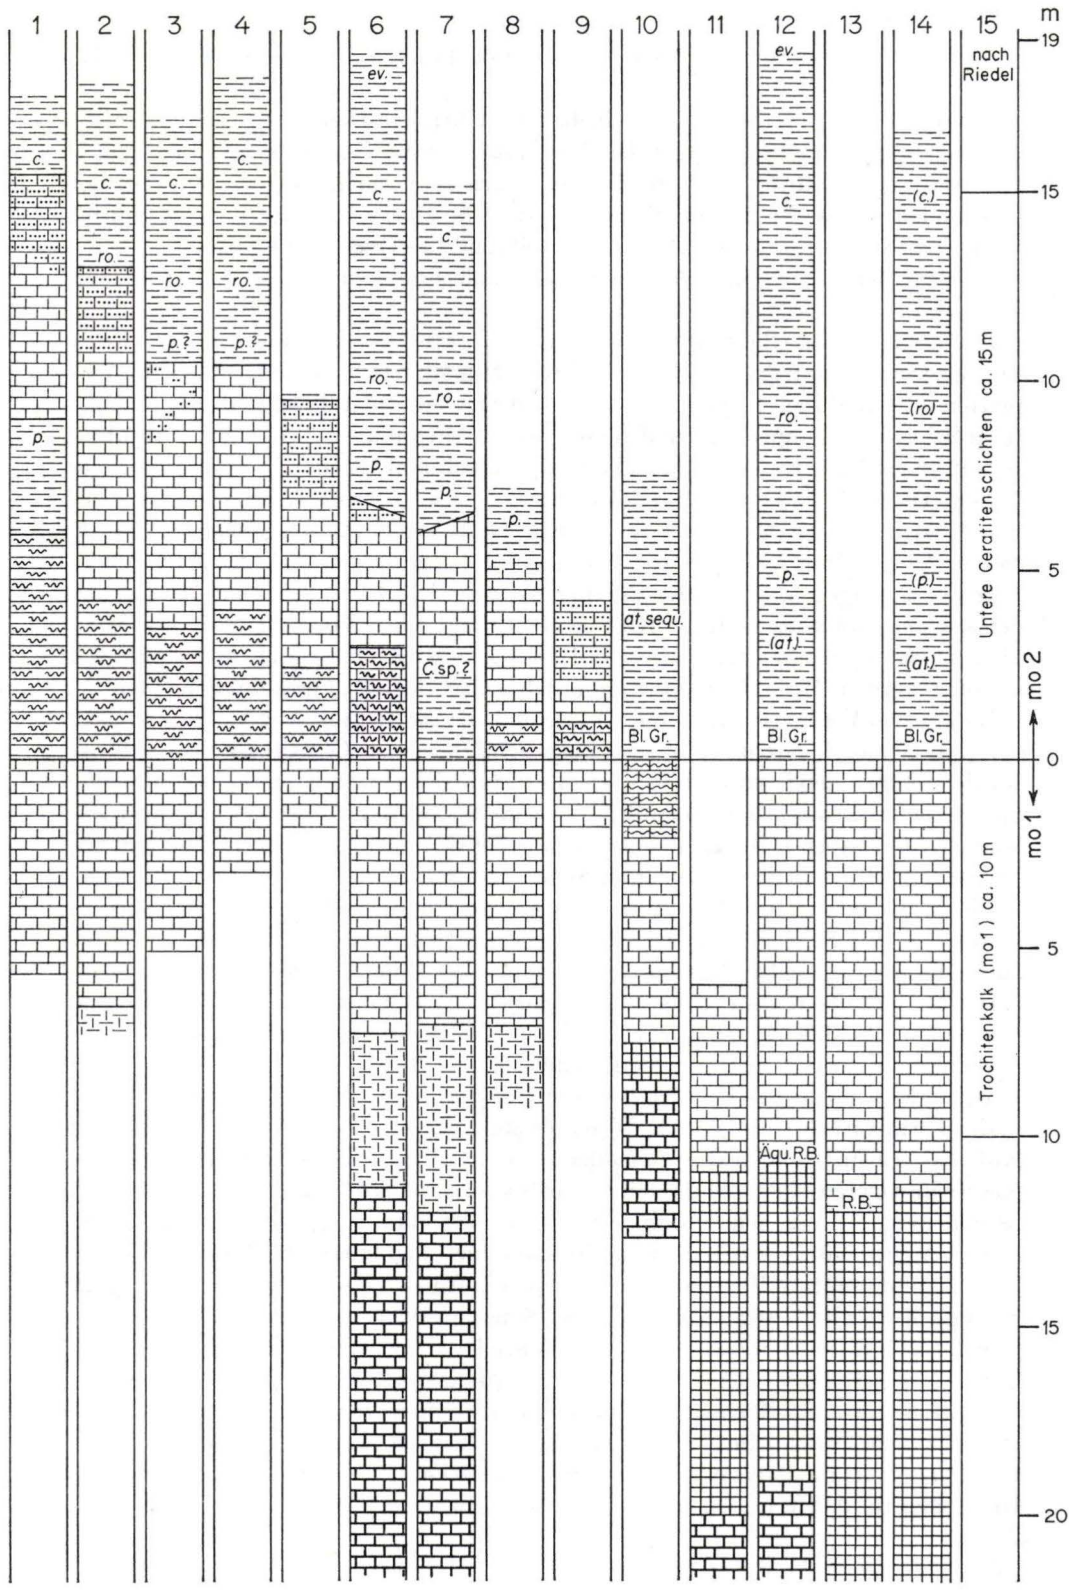 1 2 3 4 5 6 7 8 9 10 11 12 13 14 15 m
19
nach
Riedel
ev. ev.
c. c. c. c. c. c. c. (c.)
15
ro. ro. ro. ro. ro. ro. (ro)
p.? p.?
10
p. p. p. p. p. (p.)
5
at. sequ. (at.) (at.)
C.sp.?
Bl. Gr. Bl. Gr. Bl. Gr.
Untere Ceratitenschichten ca. 15 m
mo 2
0
mo 1
Trochitenkalk (mo1) ca. 10 m
5
10
Äqu. R.B.
R.B.
15
20